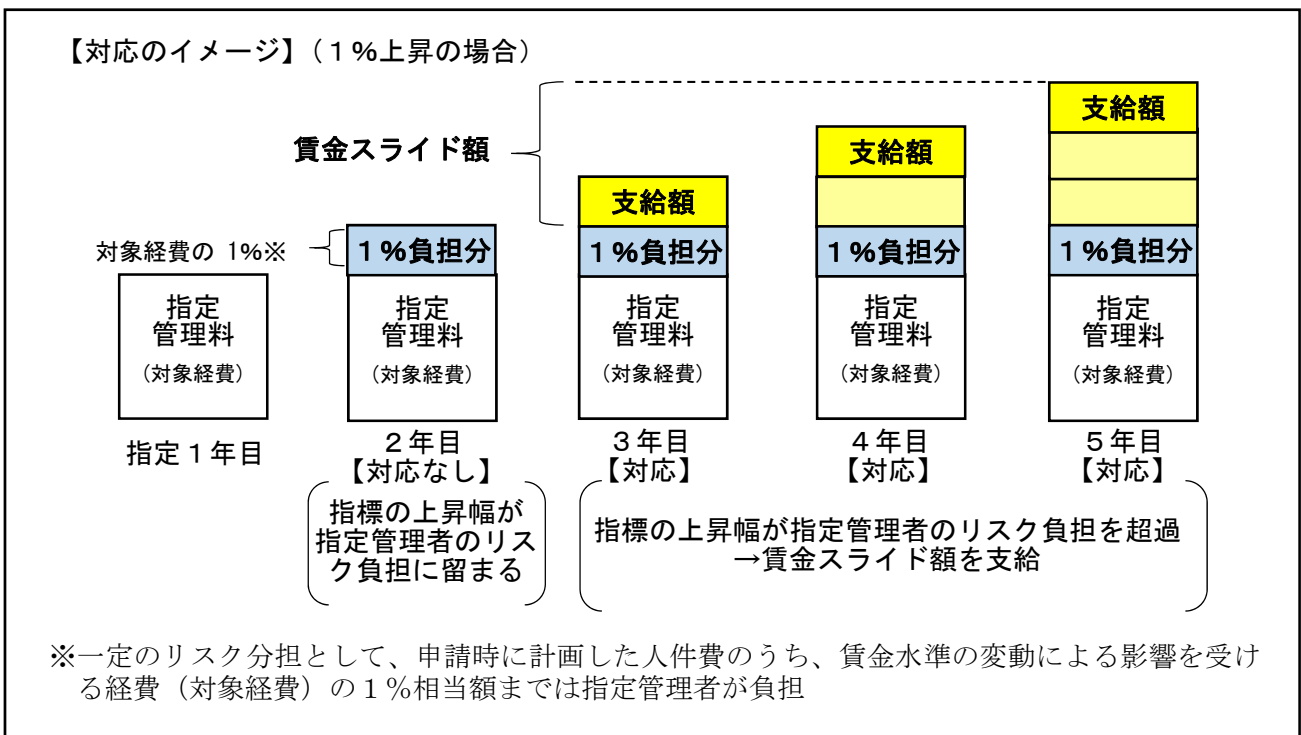 【対応のイメージ】（１%上昇の場合）
支給額
賃金スライド額
支給額
支給額
対象経費の 1%※
１%負担分
１%負担分
１%負担分
１%負担分
指定
管理料
（対象経費）
指定
管理料
（対象経費）
指定
管理料
（対象経費）
指定
管理料
（対象経費）
指定
管理料
（対象経費）
指定１年目
２年目
【対応なし】
３年目
【対応】
４年目
【対応】
５年目
【対応】
指標の上昇幅が
指定管理者のリス
ク負担に留まる
指標の上昇幅が指定管理者のリスク負担を超過
→賃金スライド額を支給
※一定のリスク分担として、申請時に計画した人件費のうち、賃金水準の変動による影響を受け
る経費（対象経費）の１％相当額までは指定管理者が負担